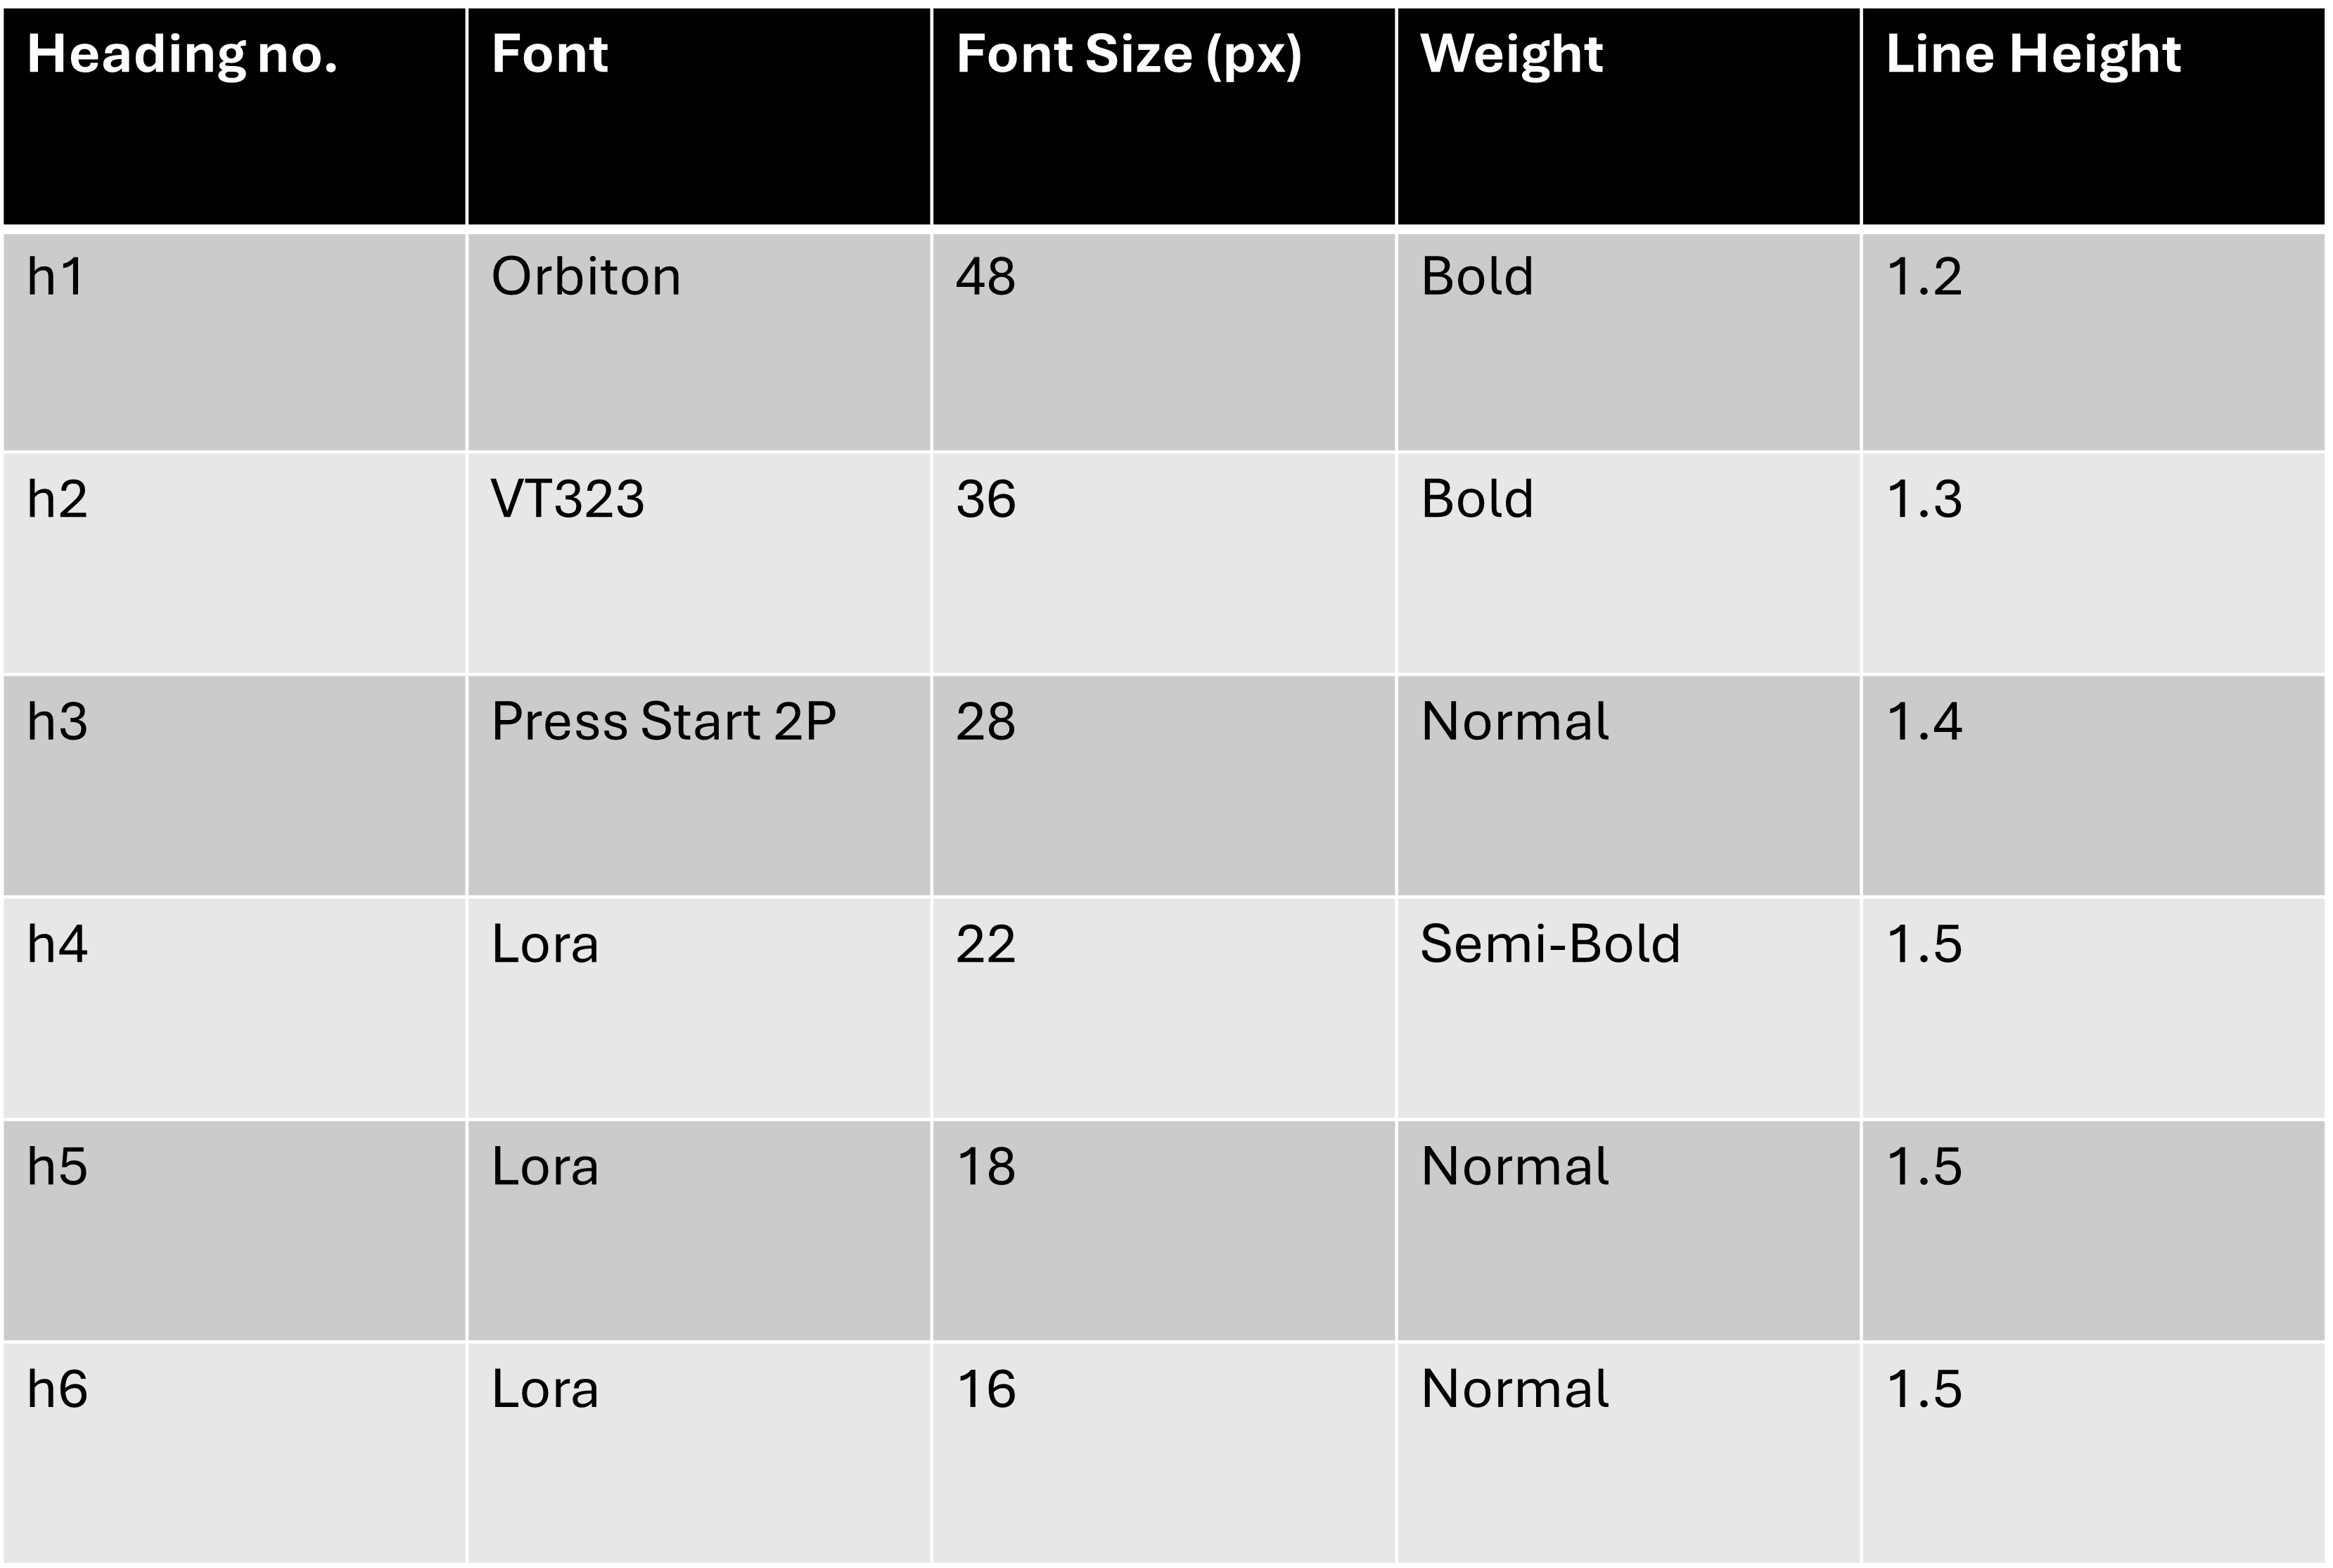 Heading no. Font Font Size (px) Weight Line Height
h1 Orbiton 48 Bold 1.2
h2 VT323 36 Bold 1.3
h3 Press Start 2P 28 Normal 1.4
h4 Lora 22 Semi-Bold 1.5
h5 Lora 18 Normal 1.5
h6 Lora 16 Normal 1.5